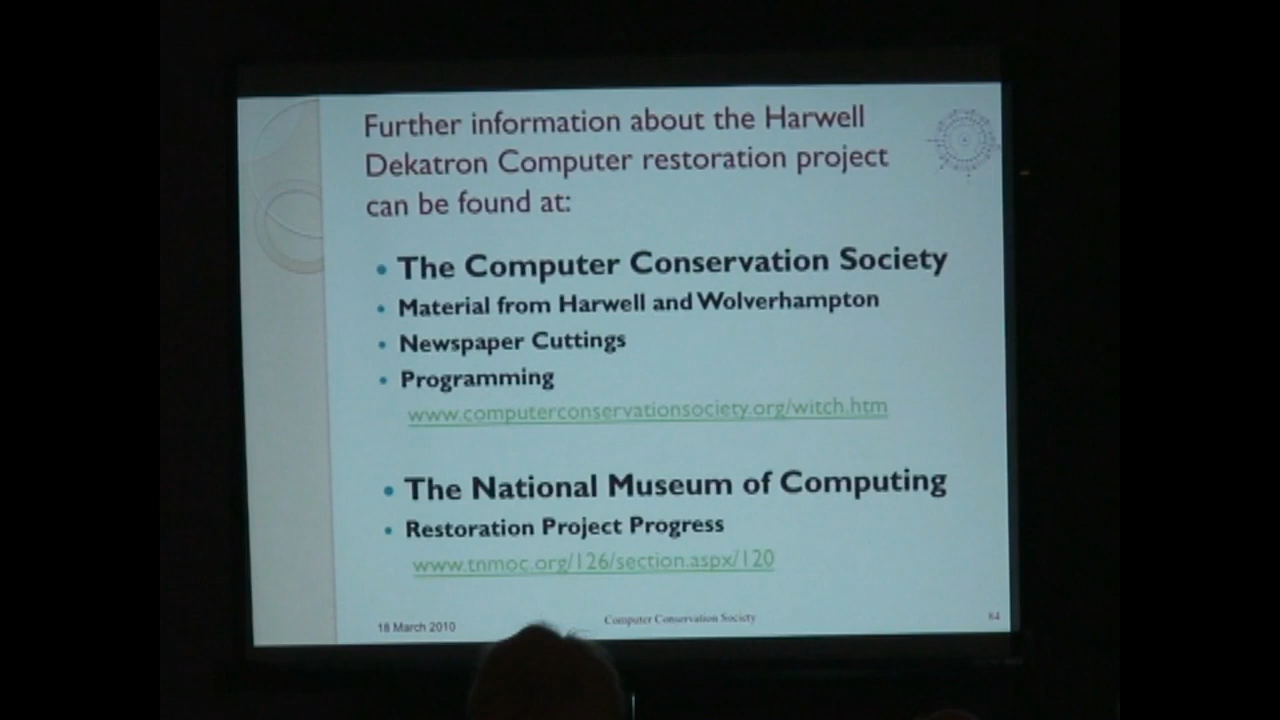 Further information about the Harwell
Dekatron Computer restoration project
can be found at:
• The Computer Conservation Society
• Material from Harwell and Wolverhampton
• Newspaper Cuttings
• Programming
www.computerconservationsociety.org/witch.htm
• The National Museum of Computing
• Restoration Project Progress
www.tnmoc.org/126/section.aspx/120
18 March 2010
Computer Conservation Society
84